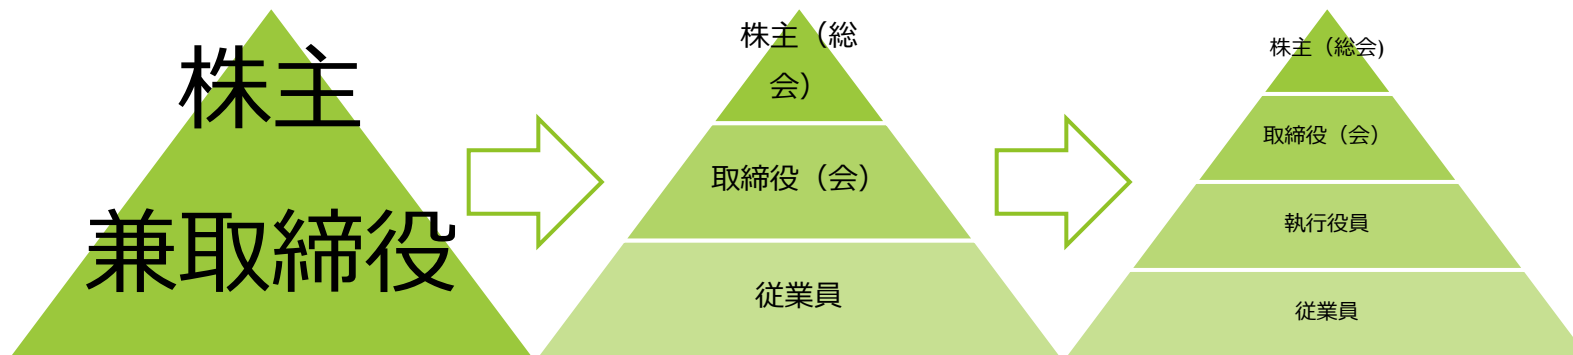 株主
兼取締役
株主（総
会）
取締役（会）
従業員
株主（総会)
取締役（会）
執行役員
従業員